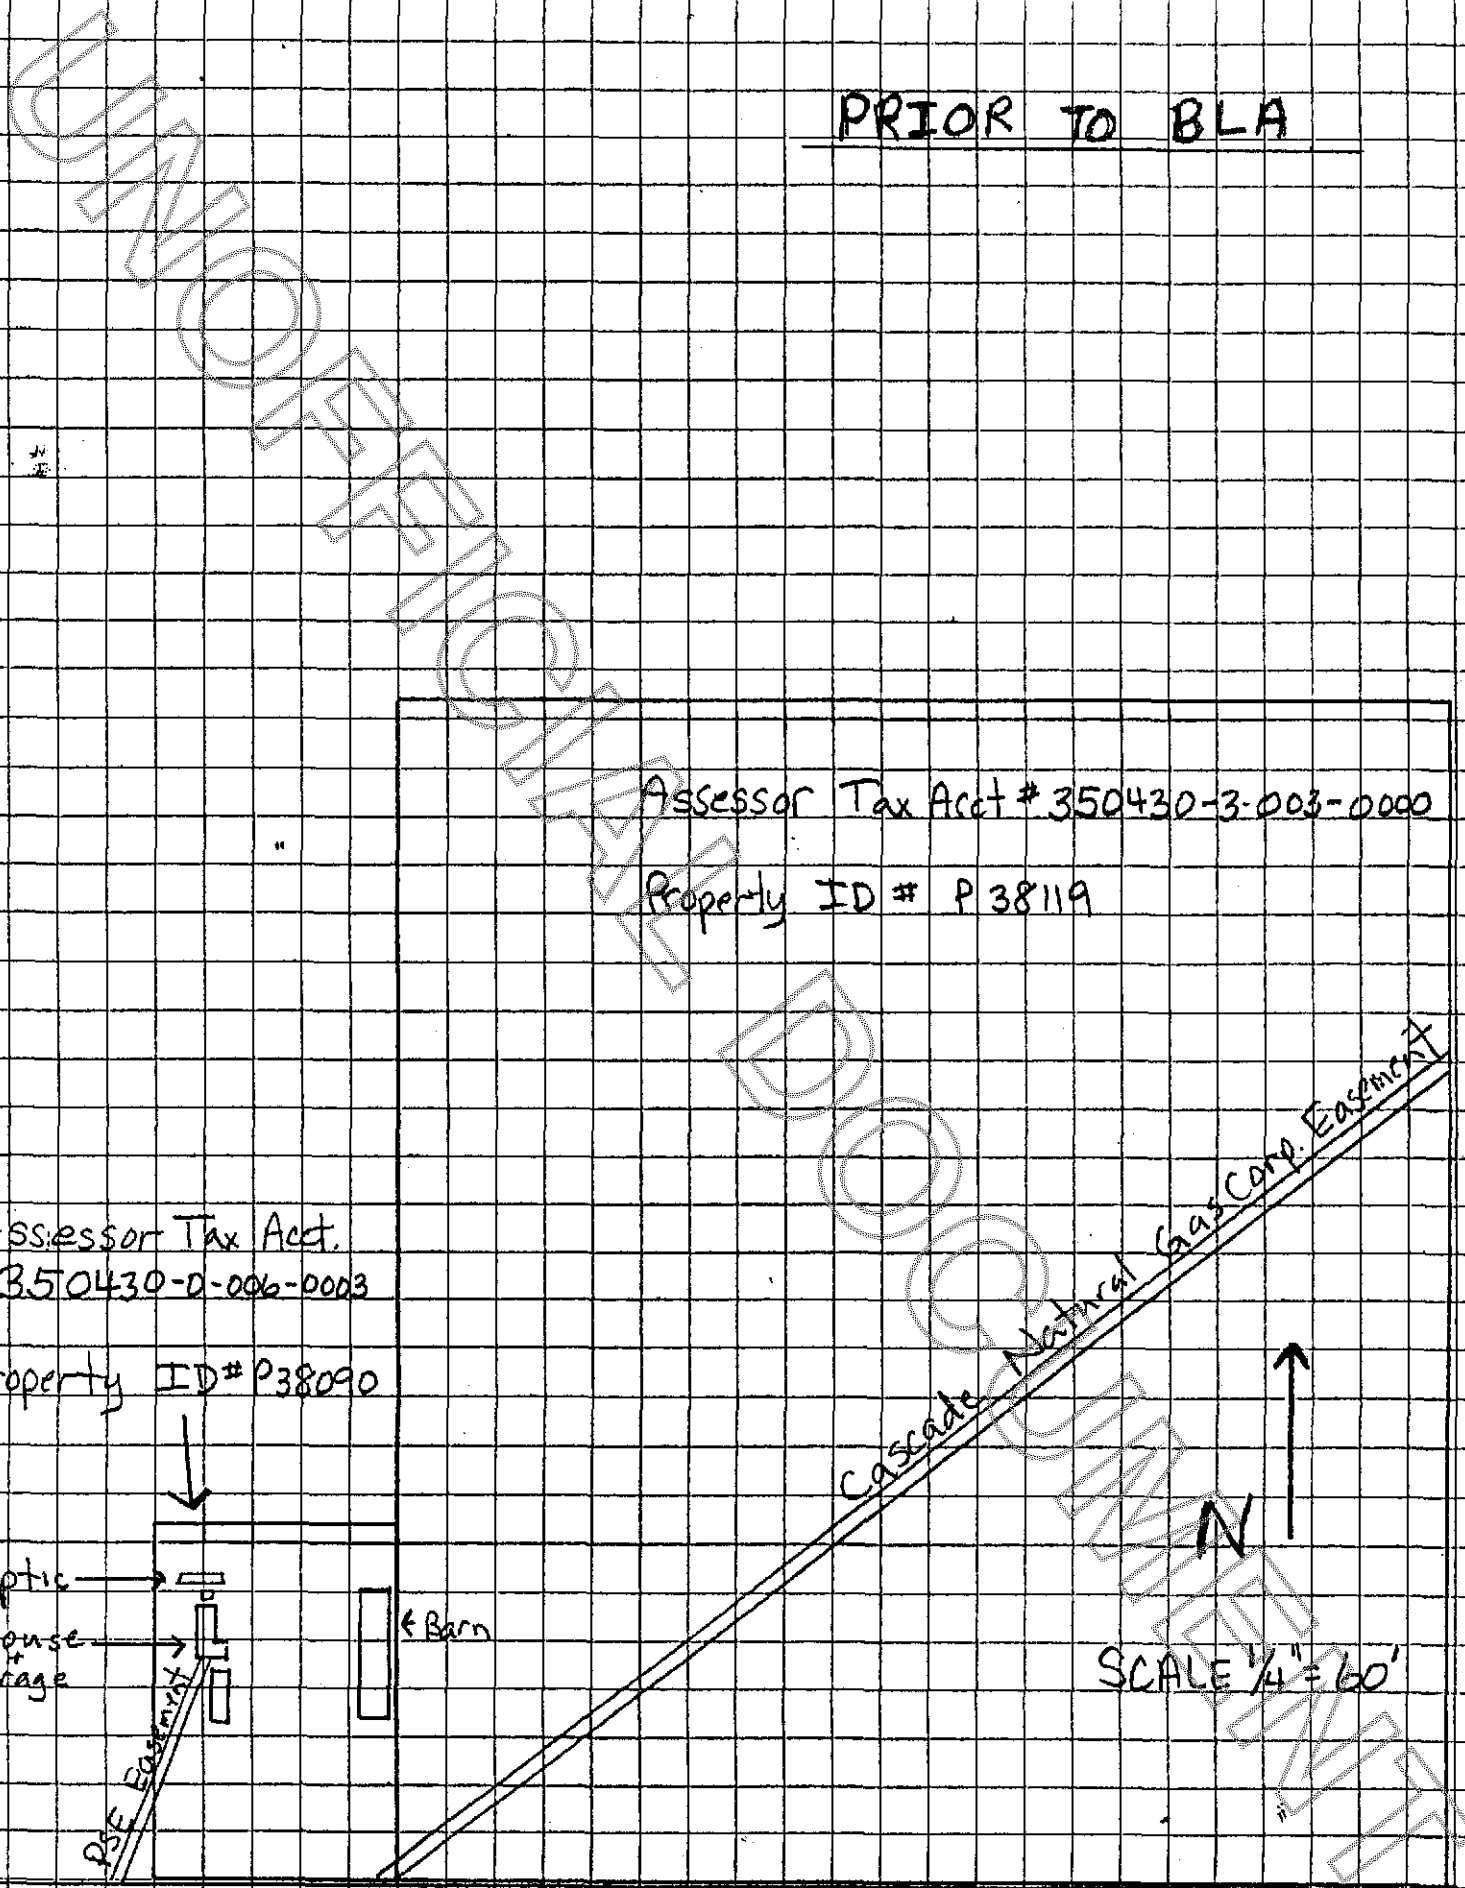 PRIOR TO BLA
UNOFFICIAL DOCUMENT
Assessor Tax Acct # 350430-3-003-0000
Property ID # P38119
Cascade Natural Gas Corp. Easement
ssessor Tax Acct.
350430-0-006-0003
operty ID# P38090
ptic
ouse
+
rage
Barn
PSE Easement
N
SCALE 1/4" = 60'